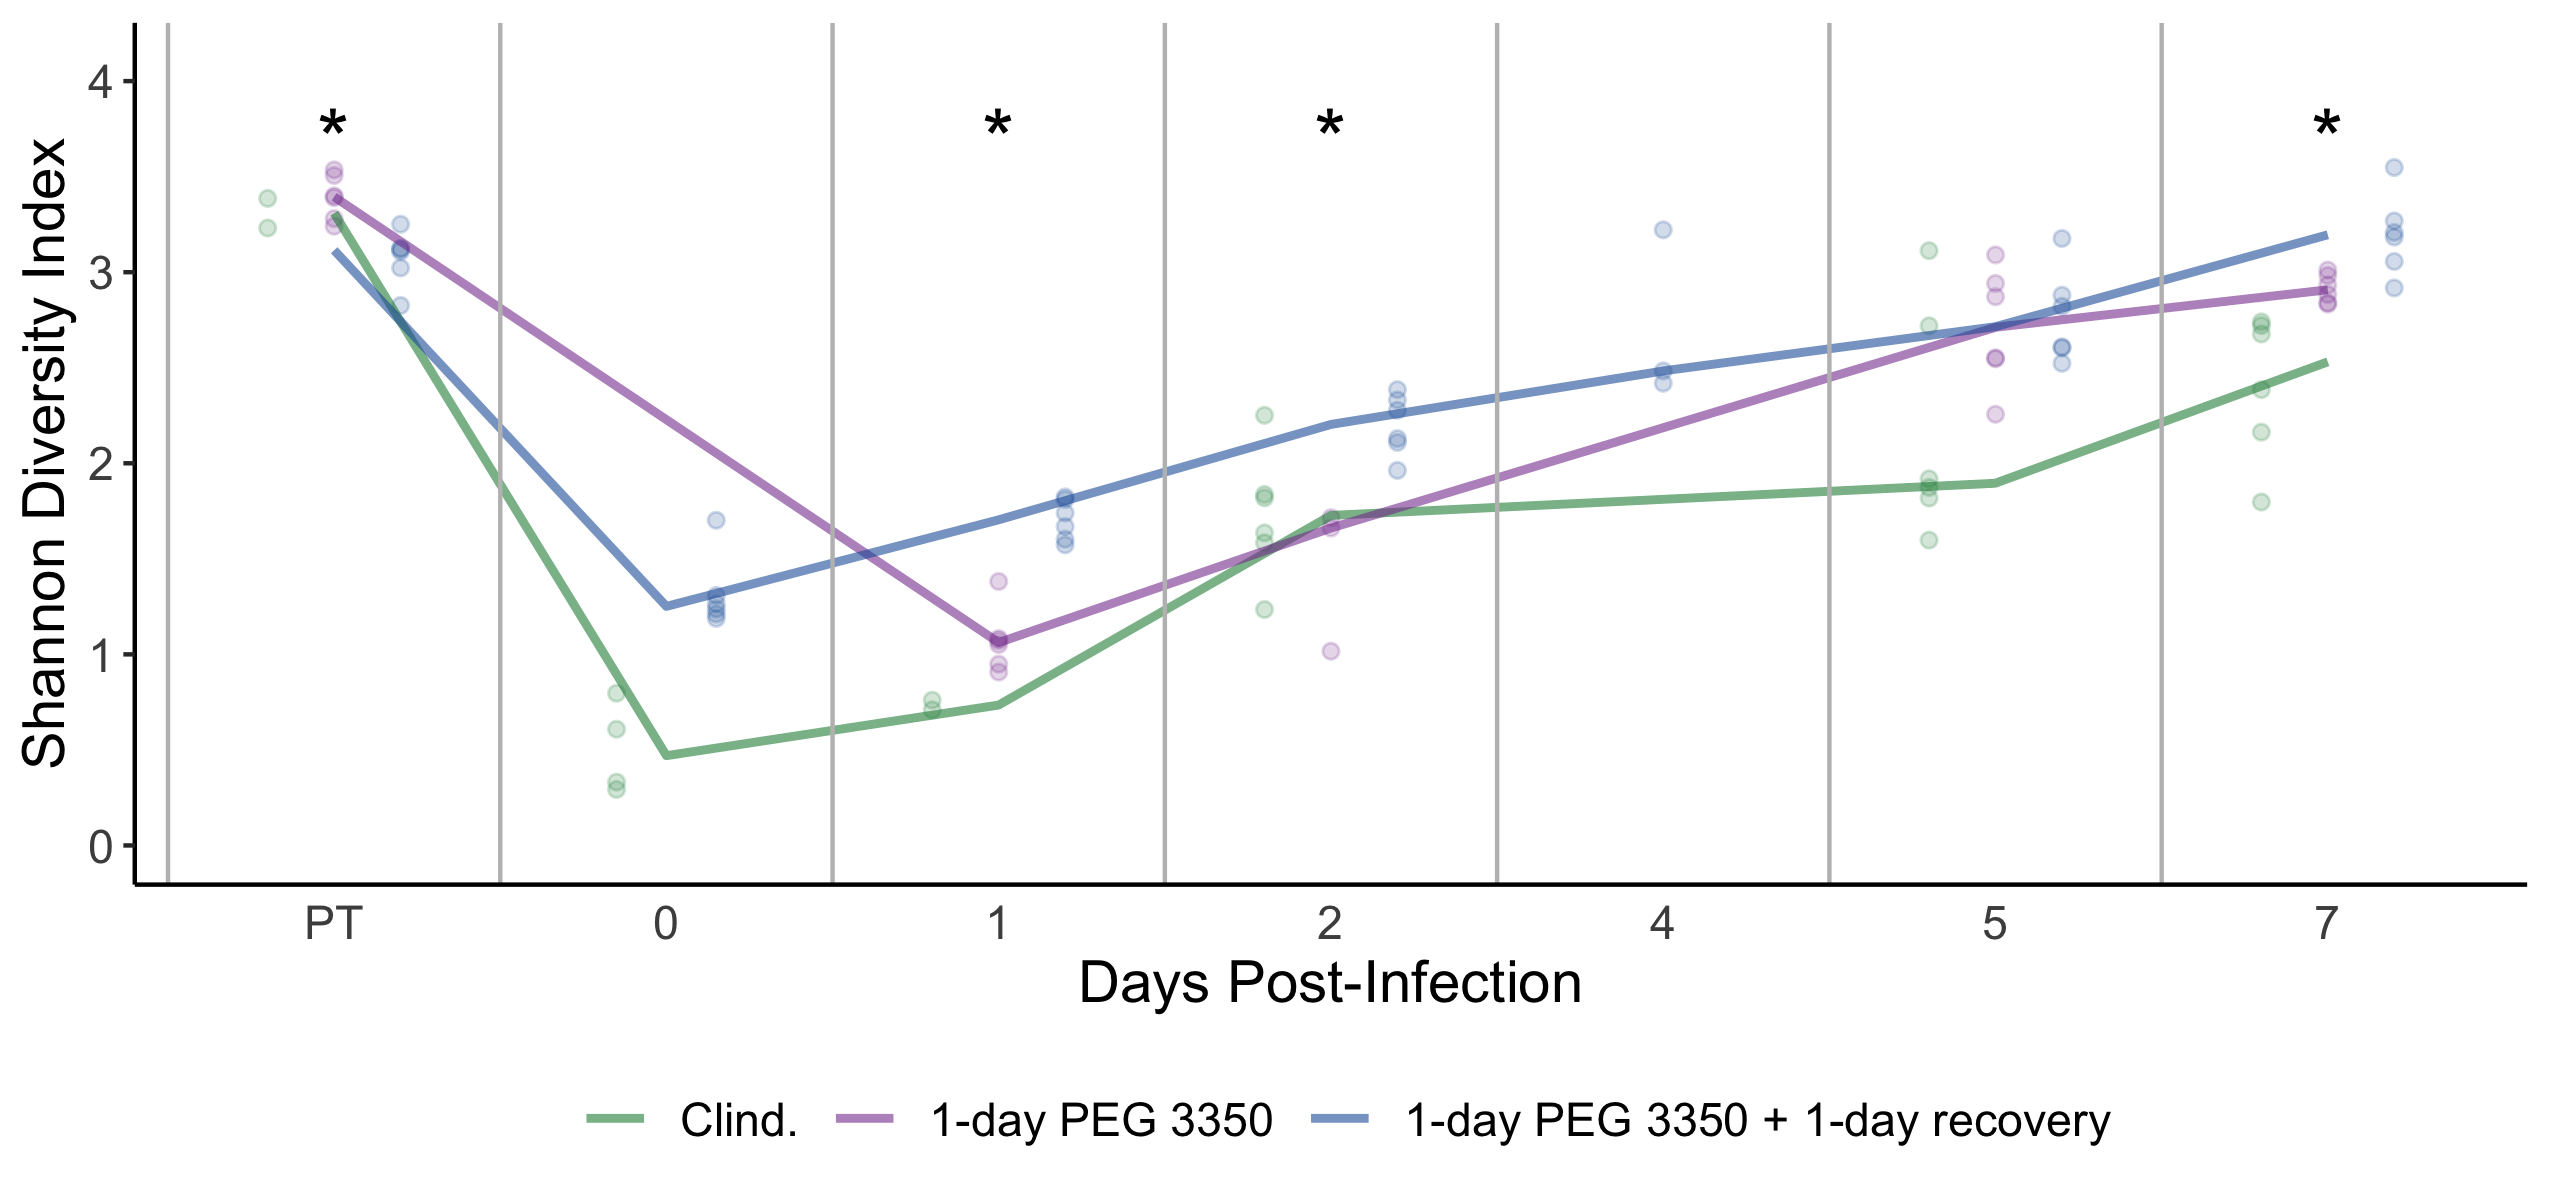 Shannon Diversity Index
4
3
2
1
0
* * * *
PT 0 1 2 4 5 7
Days Post-Infection
Clind. 1-day PEG 3350 1-day PEG 3350 + 1-day recovery